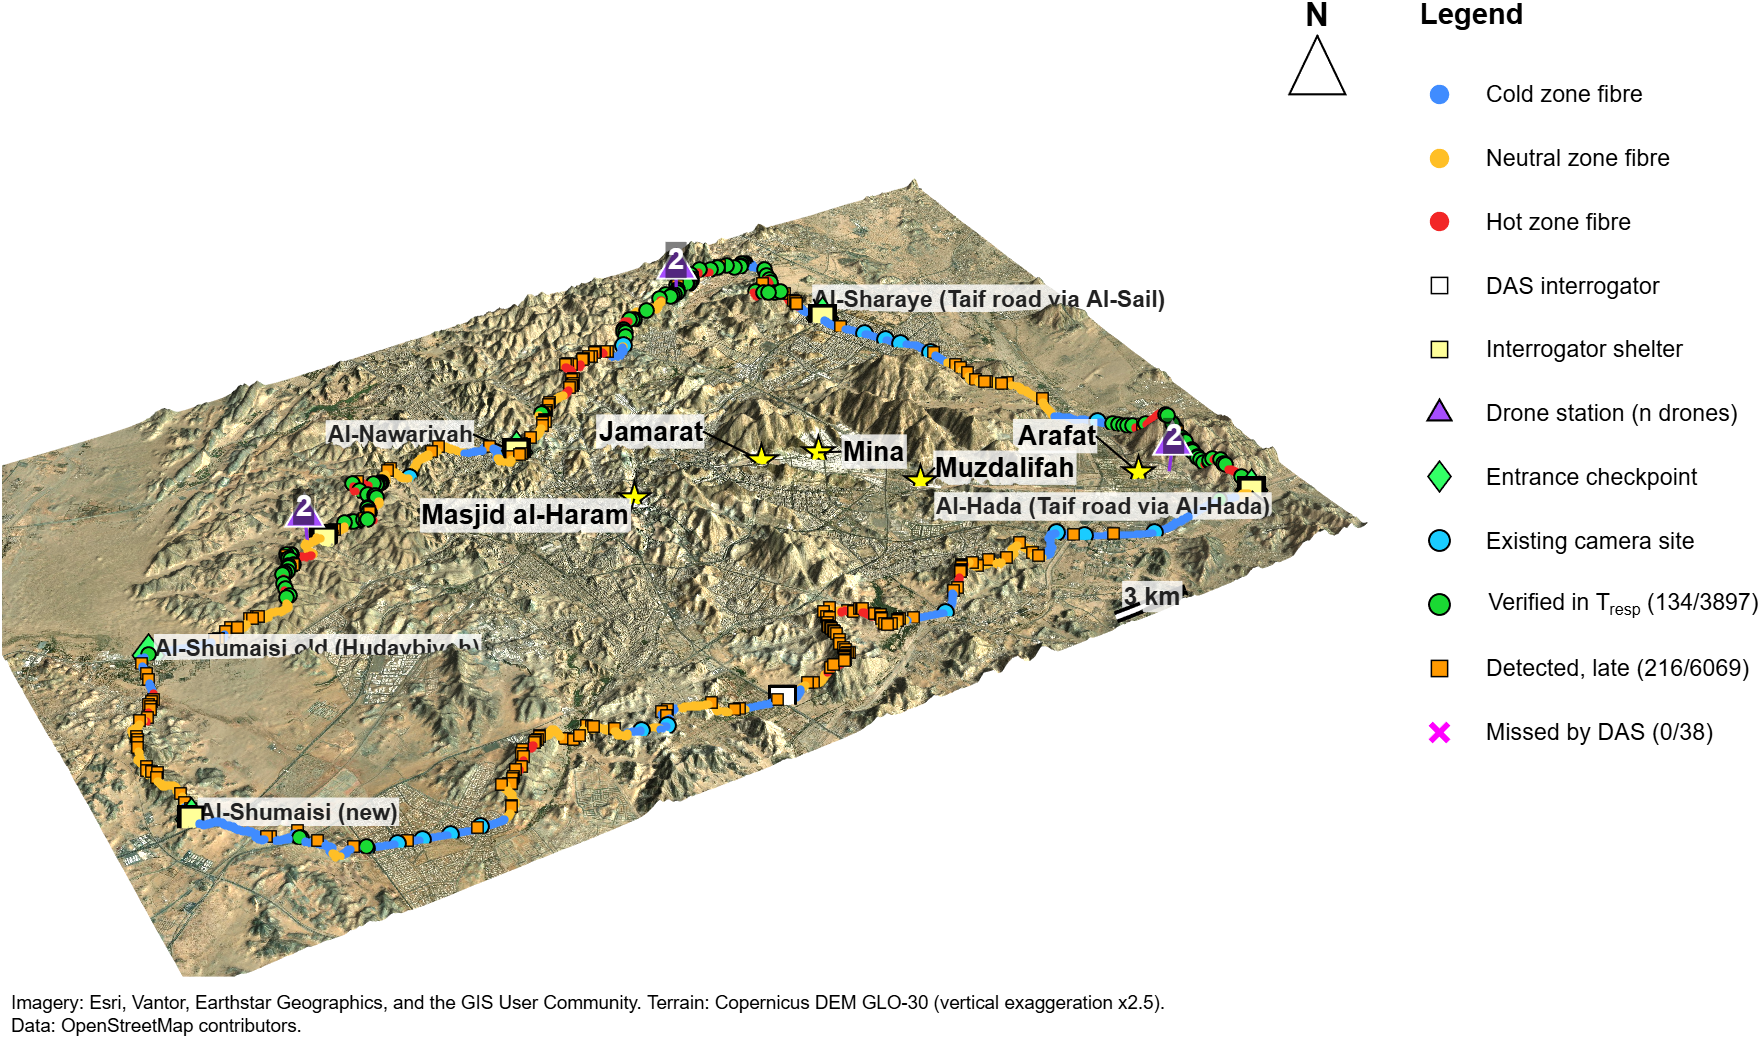 N
Legend
Cold zone fibre
Neutral zone fibre
Hot zone fibre
DAS interrogator
Interrogator shelter
Drone station (n drones)
Entrance checkpoint
Existing camera site
Verified in Tresp (134/3897)
Detected, late (216/6069)
Missed by DAS (0/38)
2
Al-Sharaye (Taif road via Al-Sail)
Al-Nawariyah
Jamarat
Mina
Arafat
2
Muzdalifah
Masjid al-Haram
Al-Hada (Taif road via Al-Hada)
2
3 km
Al-Shumaisi old (Hudaybiyah)
Al-Shumaisi (new)
Imagery: Esri, Vantor, Earthstar Geographics, and the GIS User Community. Terrain: Copernicus DEM GLO-30 (vertical exaggeration x2.5).
Data: OpenStreetMap contributors.